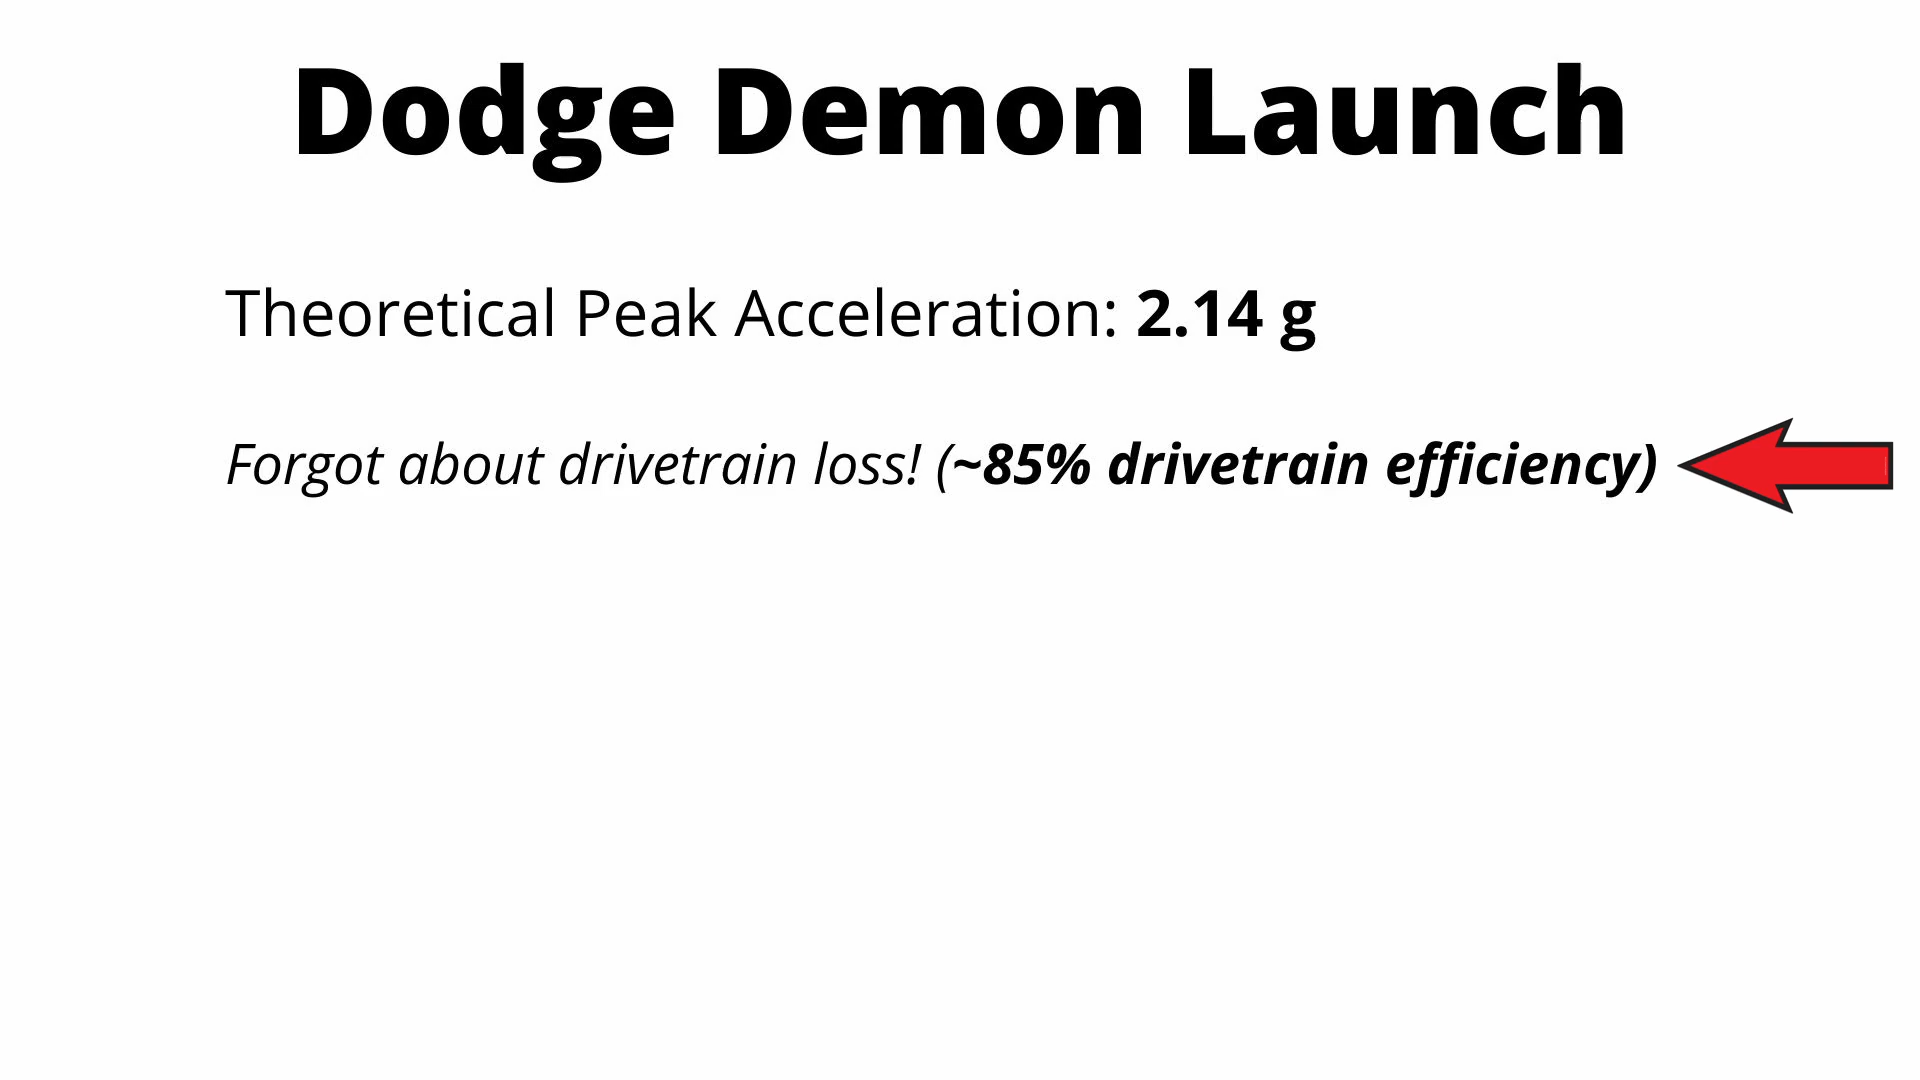 Dodge Demon Launch
Theoretical Peak Acceleration: 2.14 g
Forgot about drivetrain loss! (~85% drivetrain efficiency)